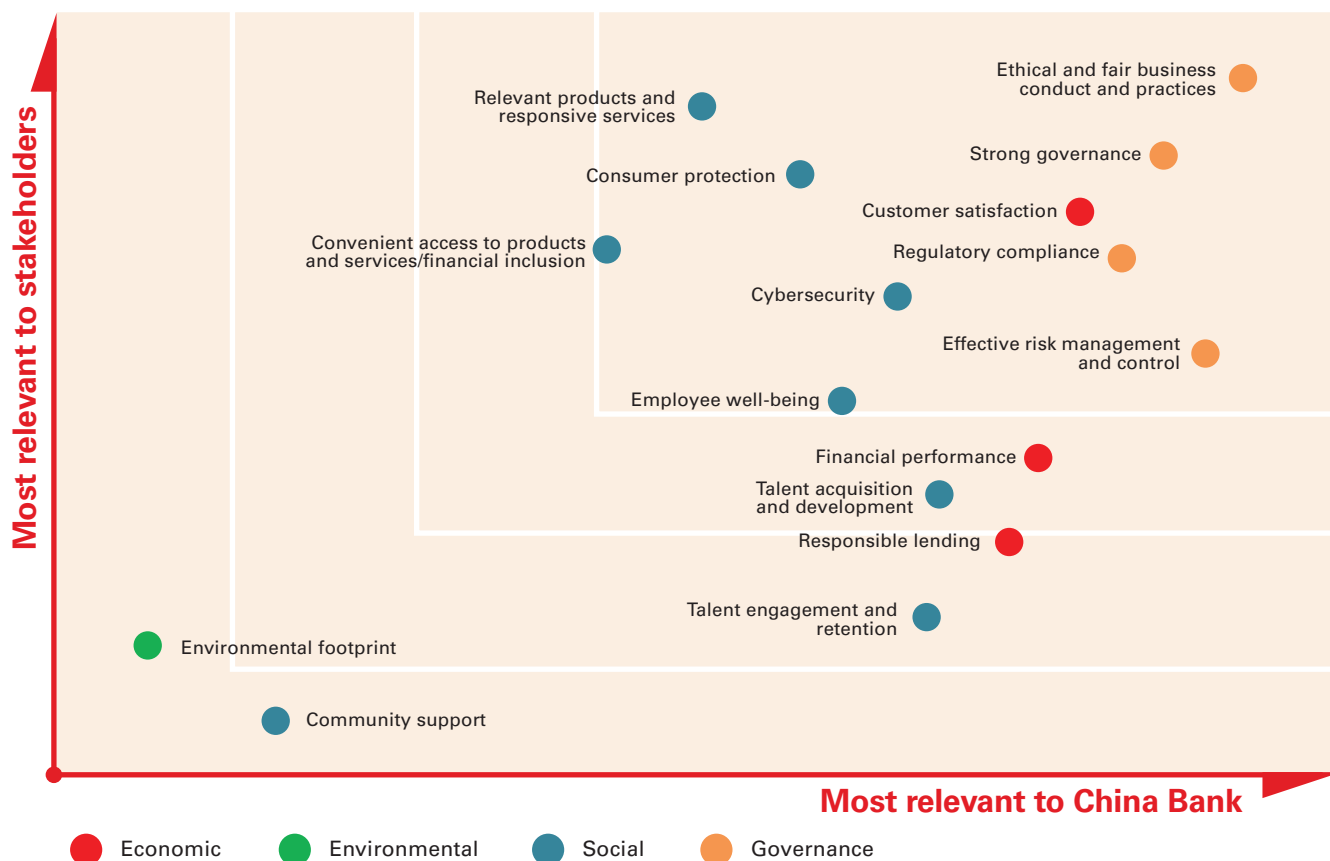 Most relevant to stakeholders
Ethical and fair business
conduct and practices
Relevant products and
responsive services
Strong governance
Consumer protection
Customer satisfaction
Convenient access to products
and services/financial inclusion
Regulatory compliance
Cybersecurity
Effective risk management
and control
Employee well-being
Financial performance
Talent acquisition
and development
Responsible lending
Talent engagement and
retention
Environmental footprint
Community support
Most relevant to China Bank
Economic
Environmental
Social
Governance